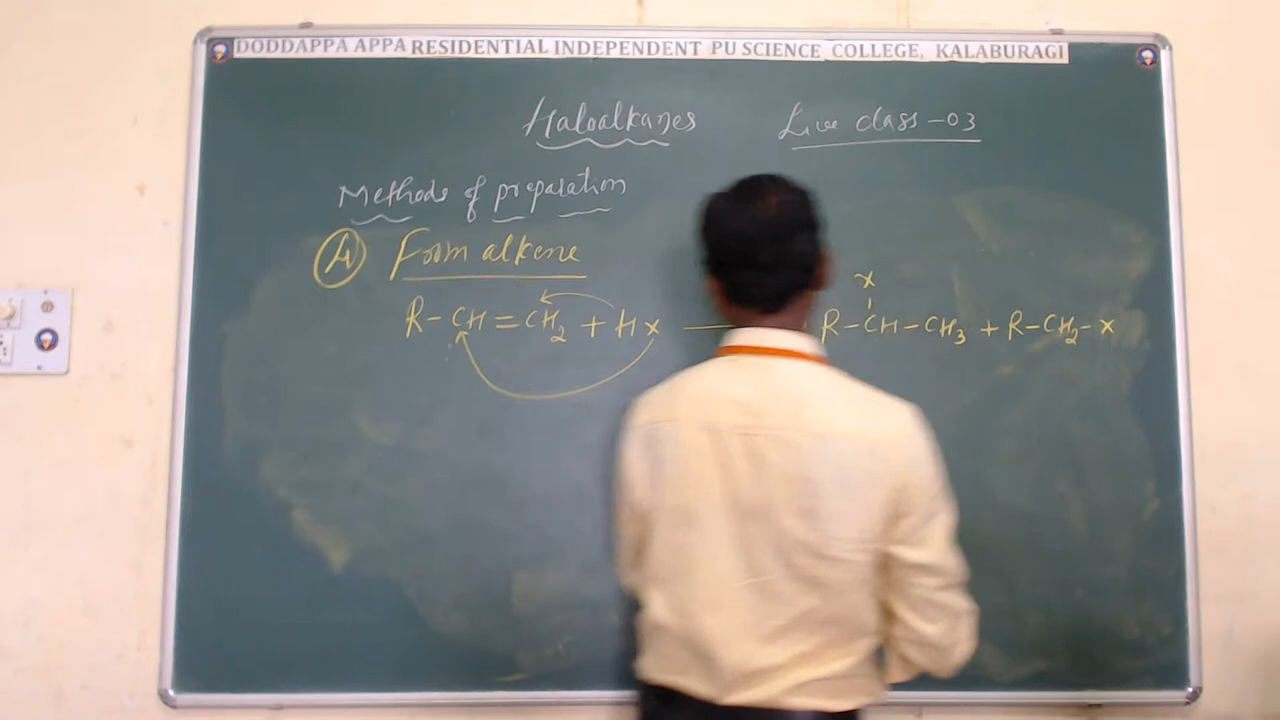 DODDAPPA APPA RESIDENTIAL INDEPENDENT PU SCIENCE COLLEGE, KALABURAGI
Haloalkanes Live class -03
Methods of preparation
A From alkene
R-CH=CH₂+Hx — R-CH-CH₃+R-CH₂-x
x